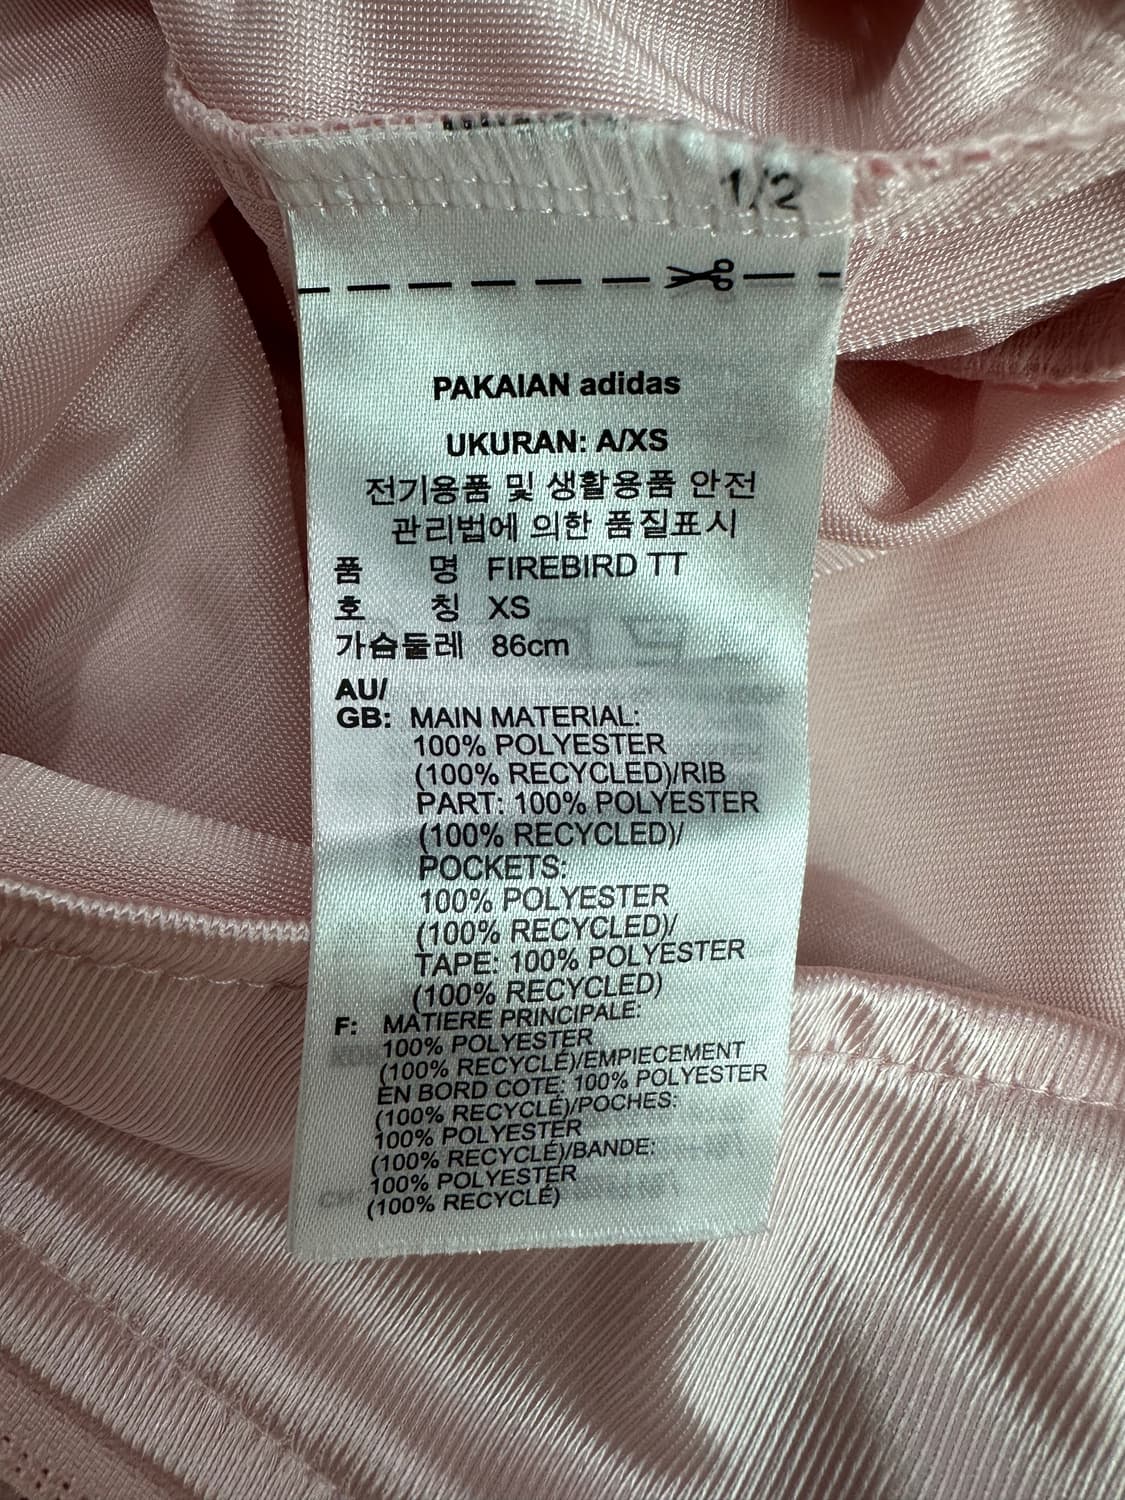 1/2
PAKAIAN adidas
UKURAN: A/XS
전기용품 및 생활용품 안전
관리법에 의한 품질표시
품 명 FIREBIRD TT
호 칭 XS
가슴둘레 86cm
AU/
GB: MAIN MATERIAL:
100% POLYESTER
(100% RECYCLED)/RIB
PART: 100% POLYESTER
(100% RECYCLED)/
POCKETS:
100% POLYESTER
(100% RECYCLED)/
TAPE: 100% POLYESTER
(100% RECYCLED)
F: MATIERE PRINCIPALE:
100% POLYESTER
(100% RECYCLÉ)/EMPIECEMENT
EN BORD COTE: 100% POLYESTER
(100% RECYCLÉ)/POCHES:
100% POLYESTER
(100% RECYCLÉ)/BANDE:
100% POLYESTER
(100% RECYCLÉ)